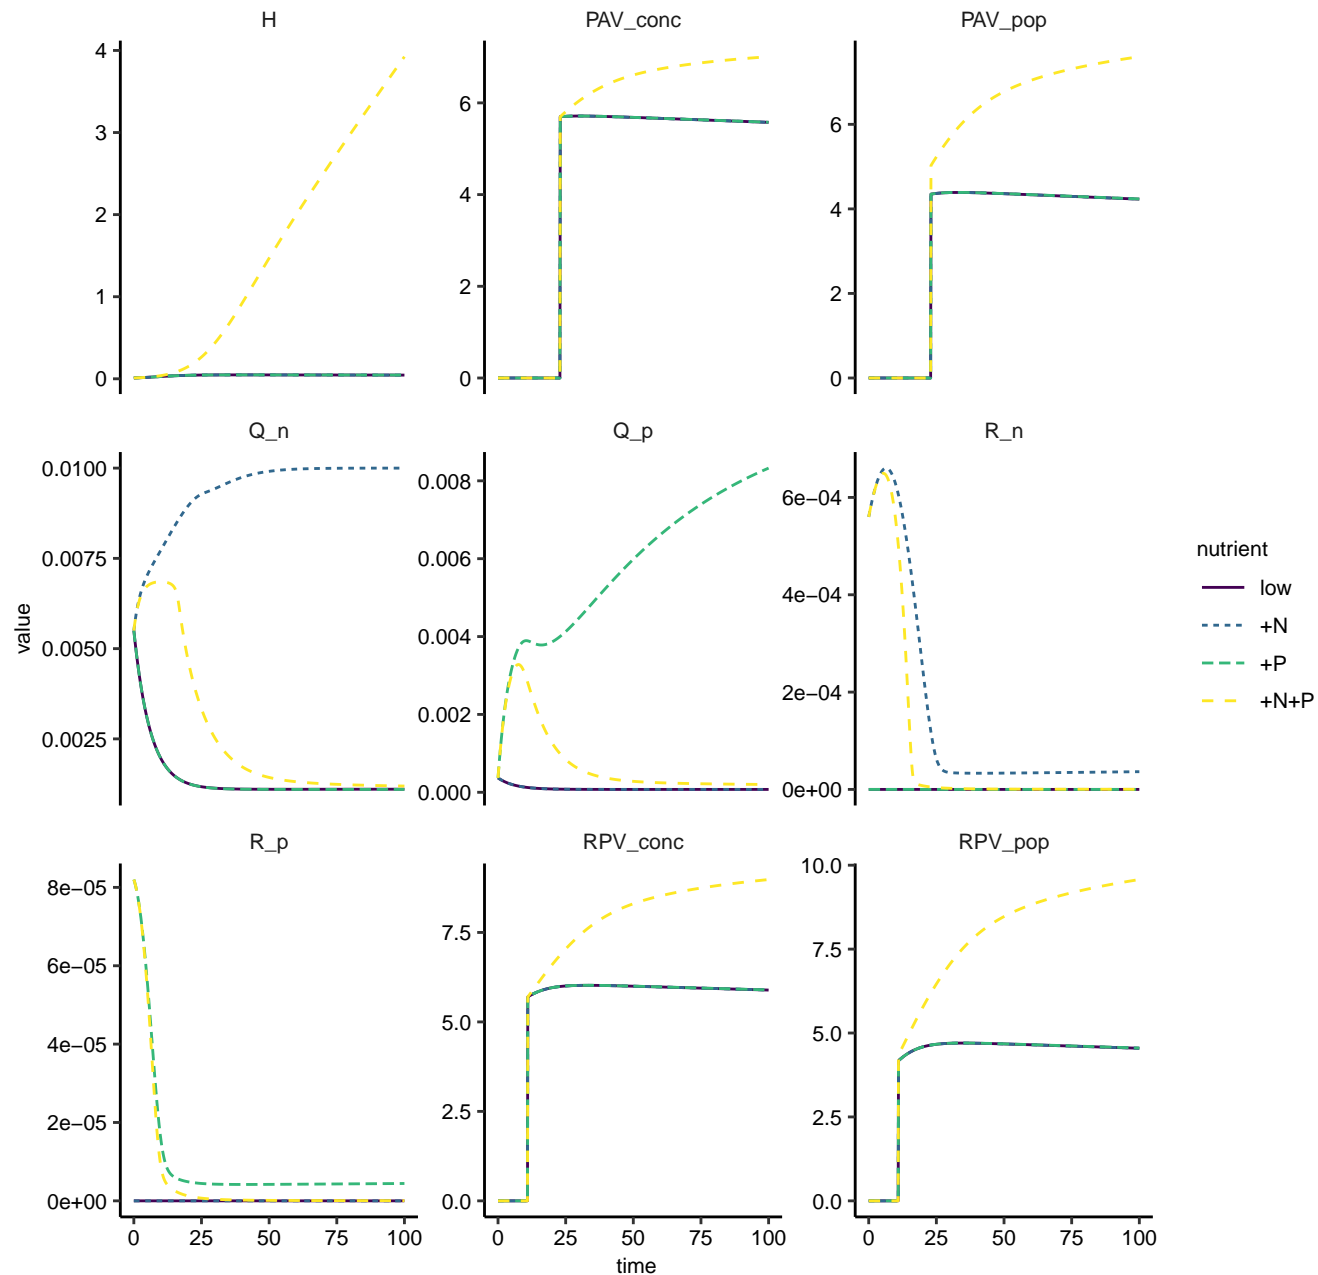 H
PAV_conc
PAV_pop
4
3
2
1
0
6
4
2
0
6
4
2
0
Q_n
Q_p
R_n
0.0100
0.0075
0.0050
0.0025
0.008
0.006
0.004
0.002
0.000
6e−04
4e−04
2e−04
0e+00
value
nutrient
low
+N
+P
+N+P
R_p
RPV_conc
RPV_pop
8e−05
6e−05
4e−05
2e−05
0e+00
7.5
5.0
2.5
0.0
10.0
7.5
5.0
2.5
0.0
0 25 50 75 100
0 25 50 75 100
0 25 50 75 100
time